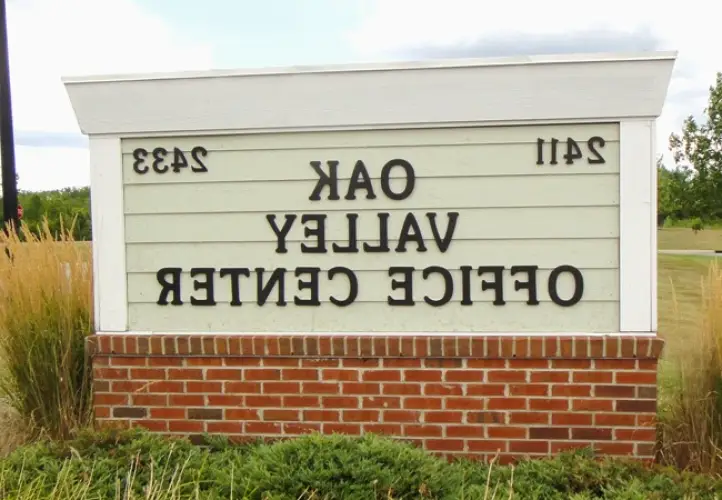 2411 2433
OAK
VALLEY
OFFICE CENTER